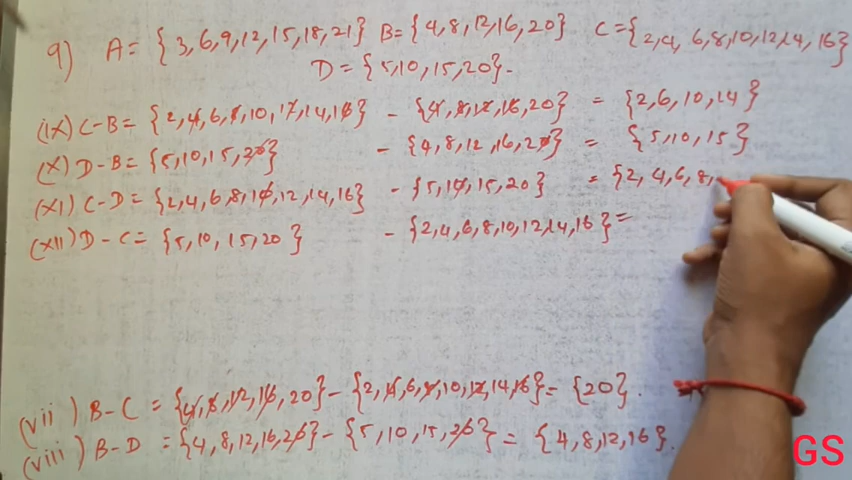 9) A = {3,6,9,12,15,18,21} B={4,8,12,16,20} C={2,4,6,8,10,12,14,16}
D = {5,10,15,20}.
(ix) C-B = {2,4,6,8,10,12,14,16} - {4,8,12,16,20} = {2,6,10,14}
(x) D-B = {5,10,15,20} - {4,8,12,16,20} = {5,10,15}
(xi) C-D = {2,4,6,8,10,12,14,16} - {5,10,15,20} = {2,4,6,8,
(xii) D-C = {5,10,15,20} - {2,4,6,8,10,12,14,16} =
(vii) B-C = {4,8,12,16,20} - {2,4,6,8,10,12,14,16} = {20}.
(viii) B-D = {4,8,12,16,20} - {5,10,15,20} = {4,8,12,16}.
GS